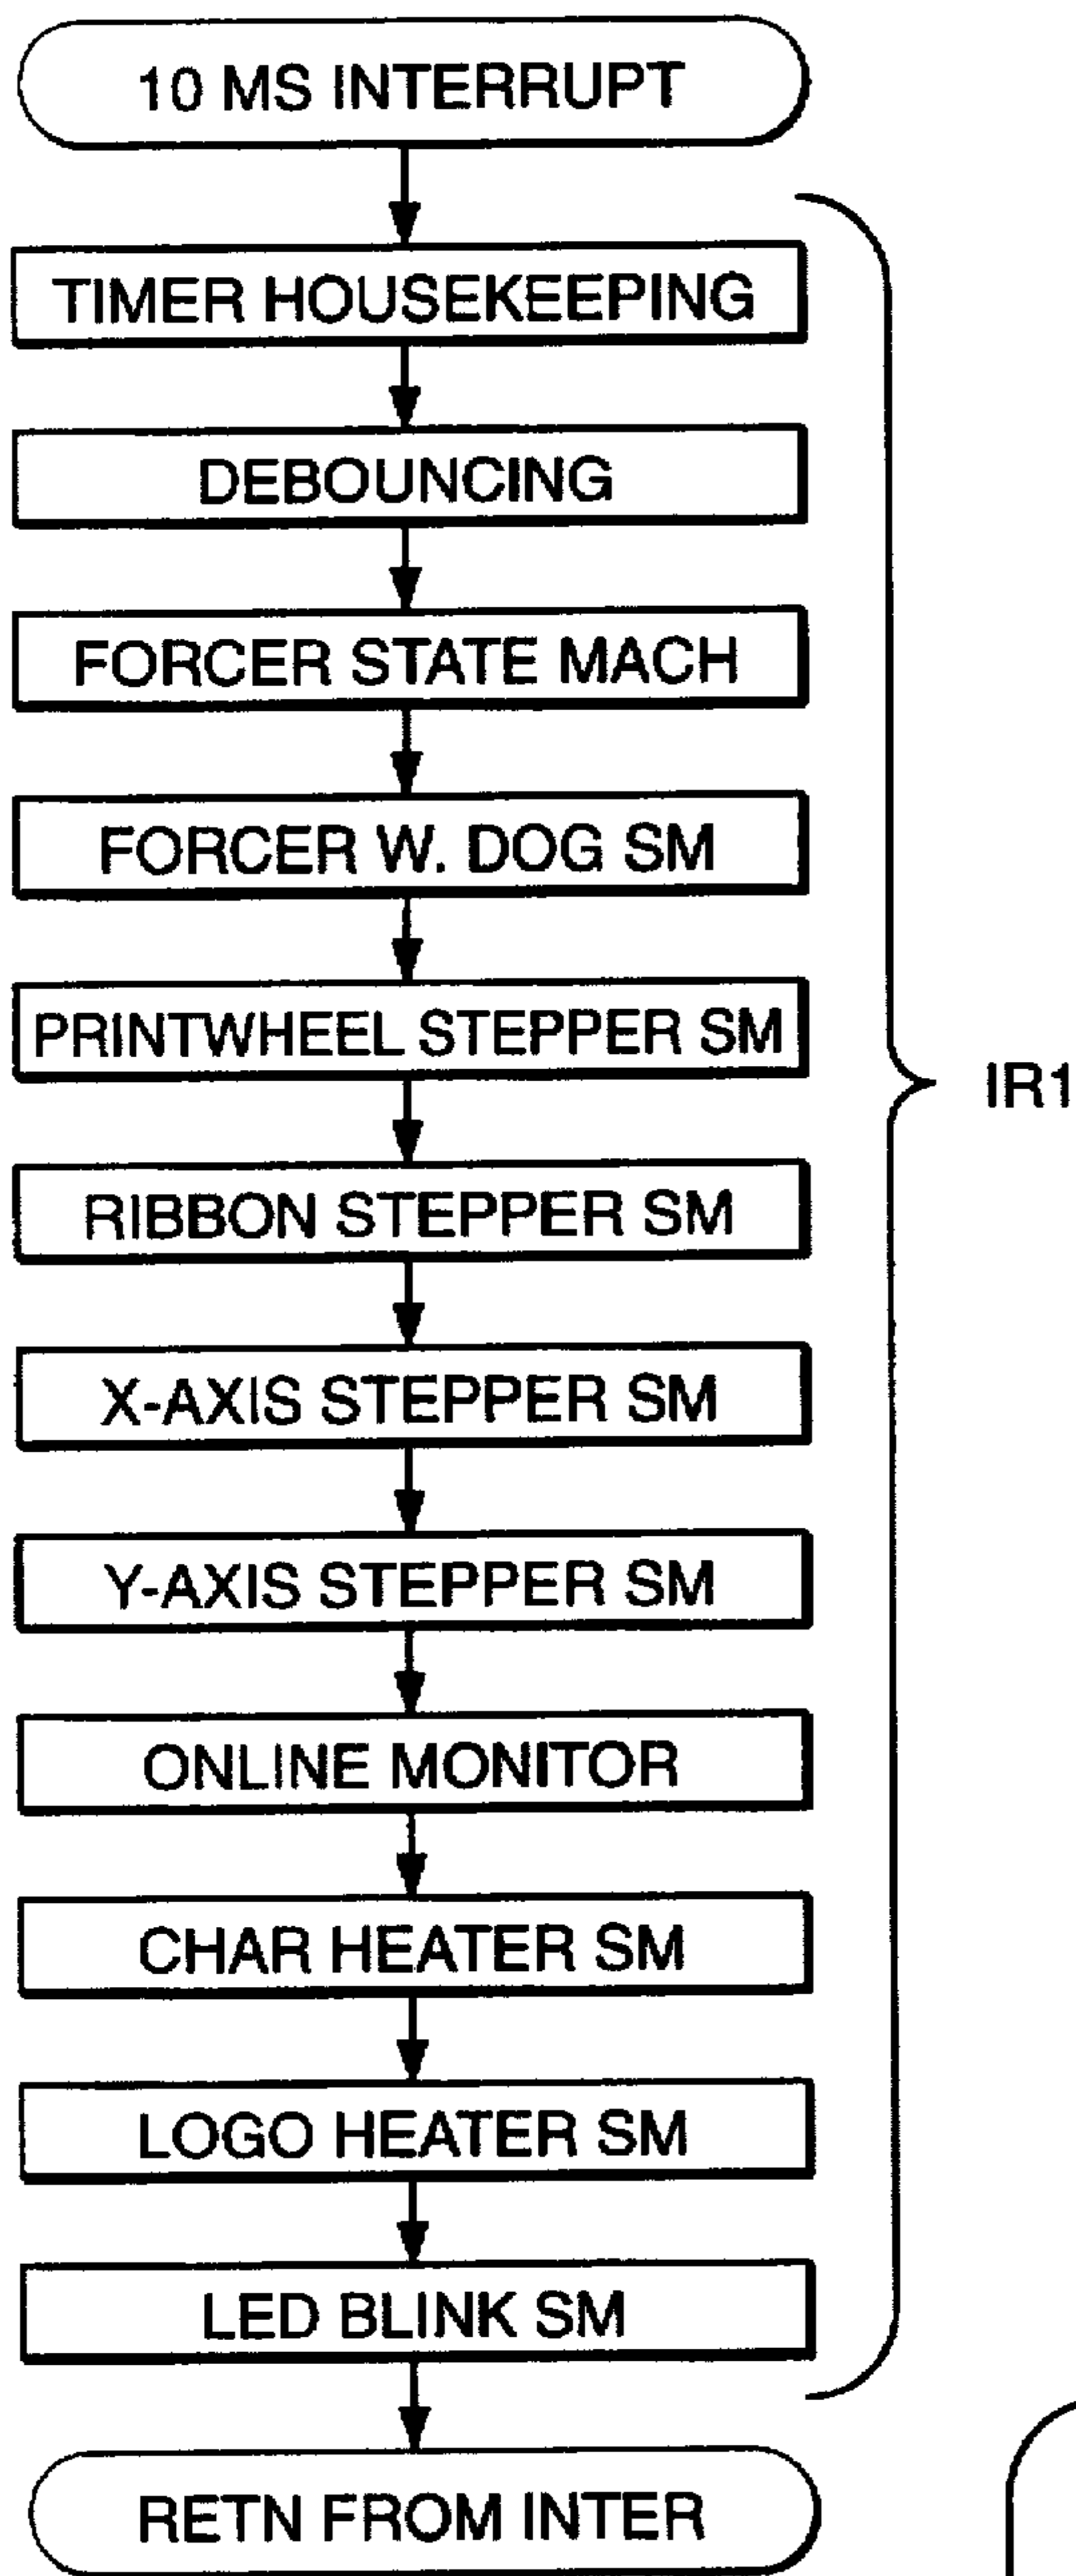 10 MS INTERRUPT
TIMER HOUSEKEEPING
DEBOUNCING
FORCER STATE MACH
FORCER W. DOG SM
PRINTWHEEL STEPPER SM
IR1
RIBBON STEPPER SM
X-AXIS STEPPER SM
Y-AXIS STEPPER SM
ONLINE MONITOR
CHAR HEATER SM
LOGO HEATER SM
LED BLINK SM
RETN FROM INTER